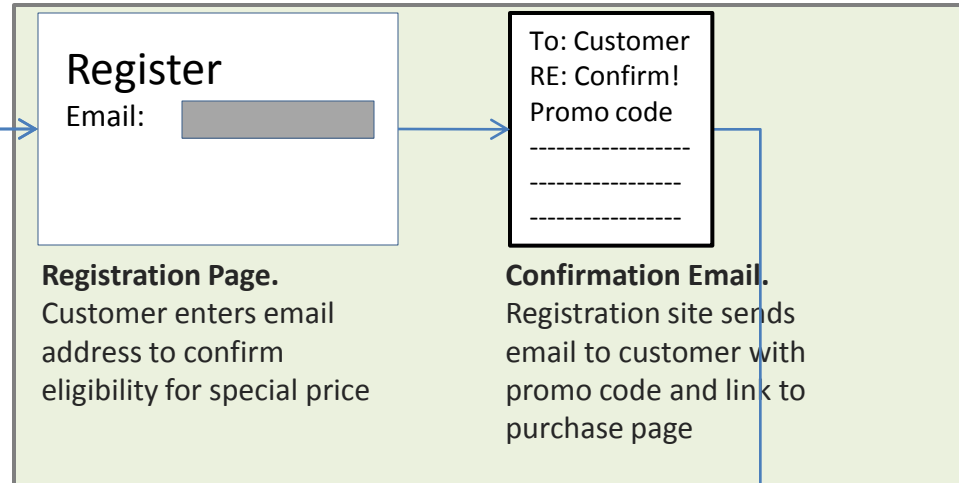 Register
Email:
To: Customer
RE: Confirm!
Promo code
------------------
-----------------
-----------------
Registration Page.
Customer enters email
address to confirm
eligibility for special price
Confirmation Email.
Registration site sends
email to customer with
promo code and link to
purchase page